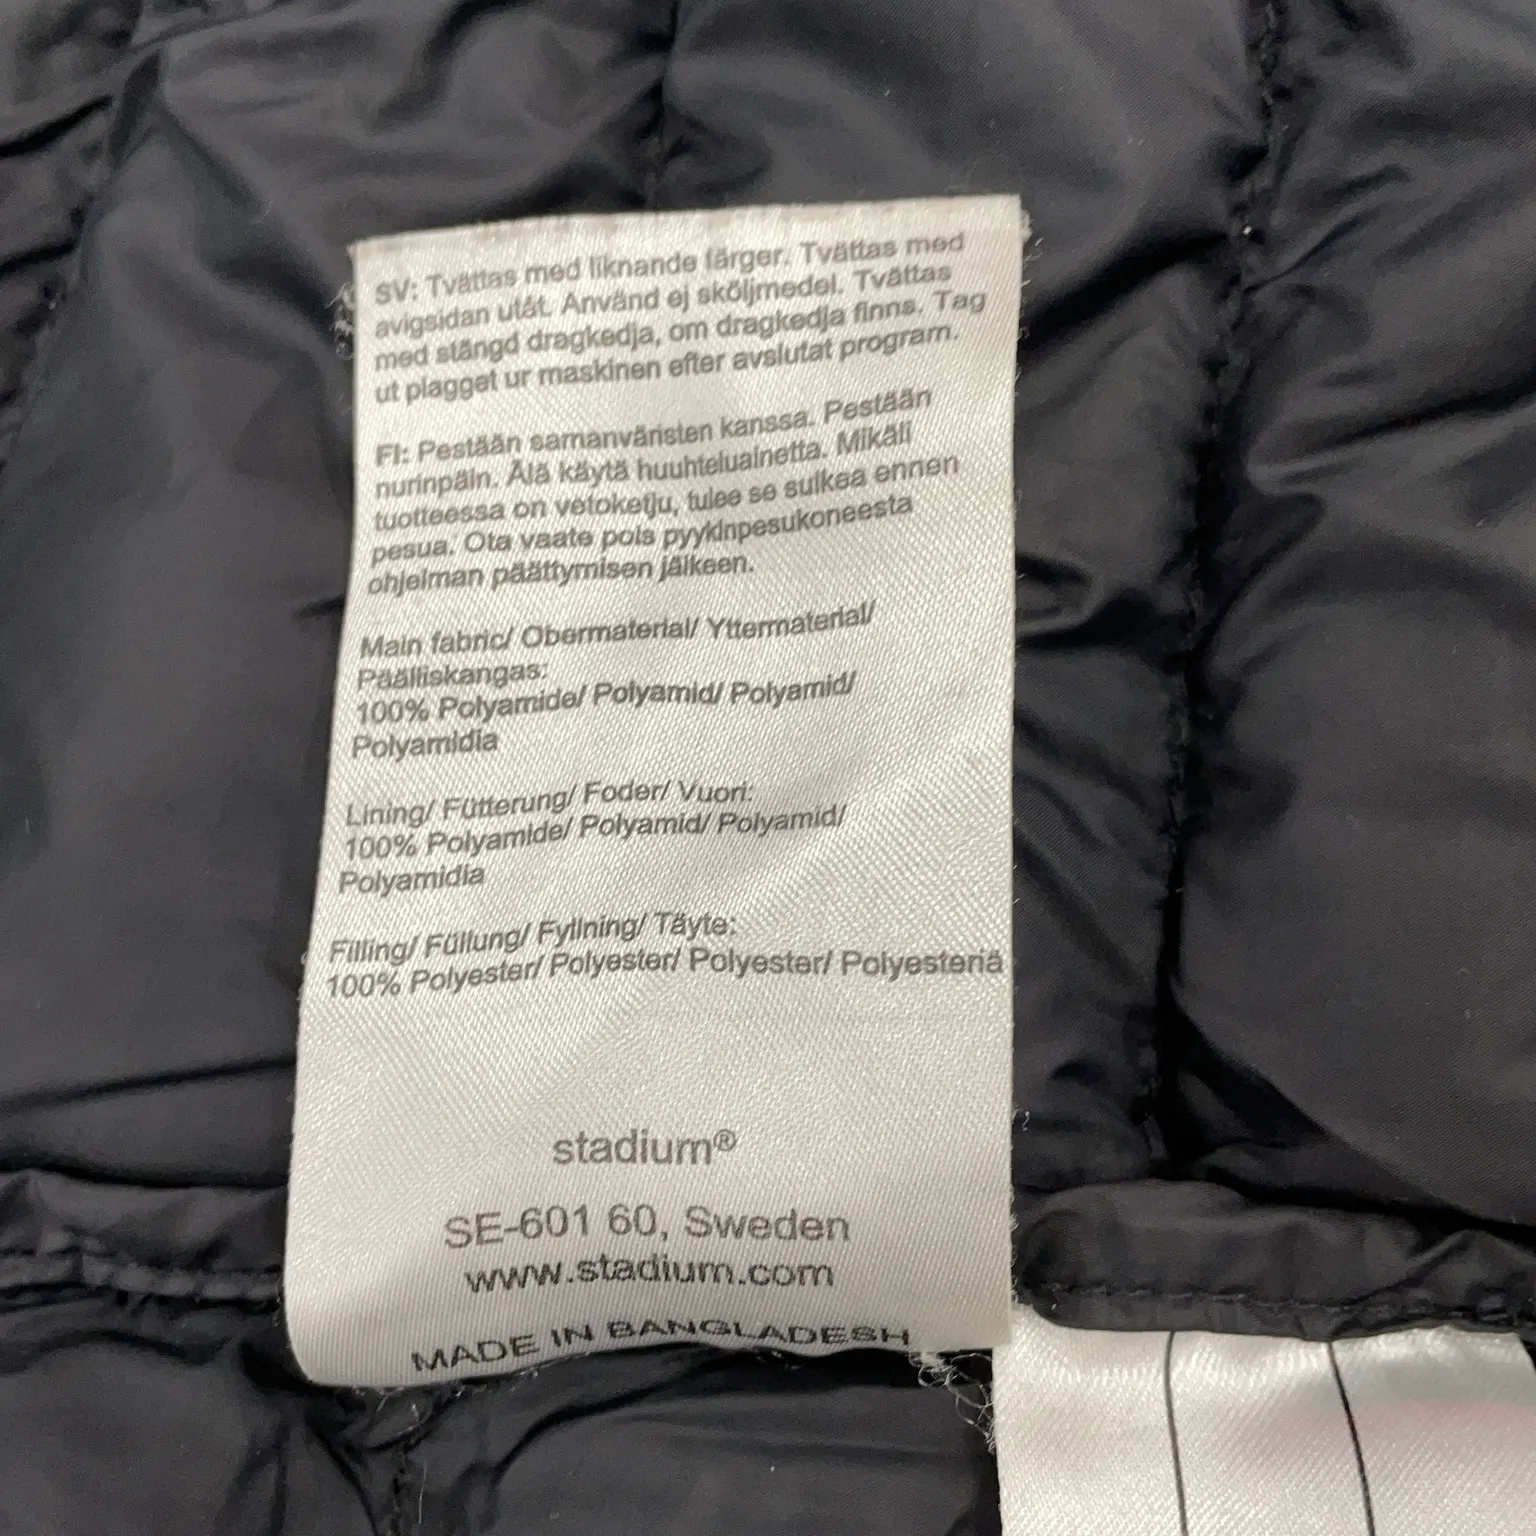 SV: Tvättas med liknande färger. Tvättas med
avigsidan utåt. Använd ej sköljmedel. Tvättas
med stängd dragkedja, om dragkedja finns. Tag
ut plagget ur maskinen efter avslutat program.
FI: Pestään samanväristen kanssa. Pestään
nurinpäin. Älä käytä huuhteluainetta. Mikäli
tuotteessa on vetoketju, tulee se sulkea ennen
pesua. Ota vaate pois pyykinpesukoneesta
ohjelman päättymisen jälkeen.
Main fabric/ Obermaterial/ Yttermaterial/
Päälliskangas:
100% Polyamide/ Polyamid/ Polyamid/
Polyamidia
Lining/ Fütterung/ Foder/ Vuori:
100% Polyamide/ Polyamid/ Polyamid/
Polyamidia
Filling/ Füllung/ Fyllning/ Täyte:
100% Polyester/ Polyester/ Polyester/ Polyesteriä
stadium®
SE-601 60, Sweden
www.stadium.com
MADE IN BANGLADESH